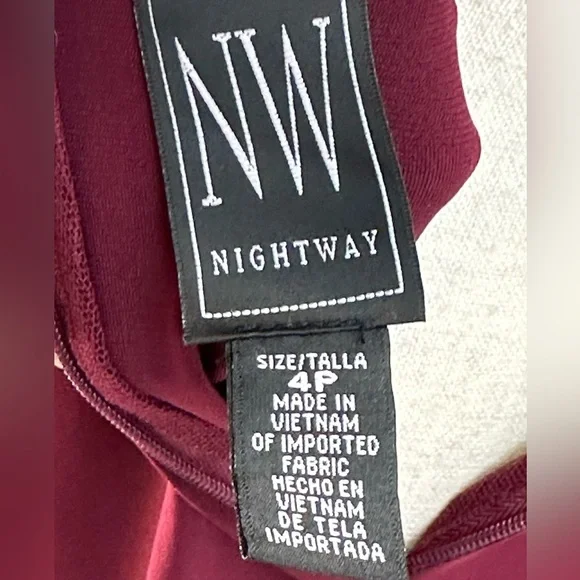 NW
NIGHTWAY
SIZE/TALLA
4P
MADE IN
VIETNAM
OF IMPORTED
FABRIC
HECHO EN
VIETNAM
DE TELA
IMPORTADA